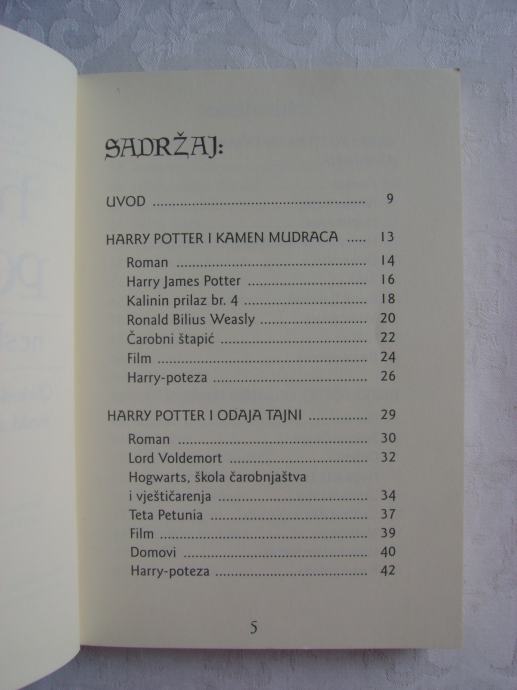 SADRŽAJ:
UVOD ................................................ 9
HARRY POTTER I KAMEN MUDRACA ..... 13
Roman .......................................... 14
Harry James Potter ........................... 16
Kalinin prilaz br. 4 ............................ 18
Ronald Bilius Weasly ........................ 20
Čarobni štapić ................................. 22
Film .............................................. 24
Harry-poteza ................................... 26
HARRY POTTER I ODAJA TAJNI ............. 29
Roman .......................................... 30
Lord Voldemort ................................ 32
Hogwarts, škola čarobnjaštva
i vještičarenja .................................. 34
Teta Petunia .................................... 37
Film .............................................. 39
Domovi .......................................... 40
Harry-poteza ................................... 42
5